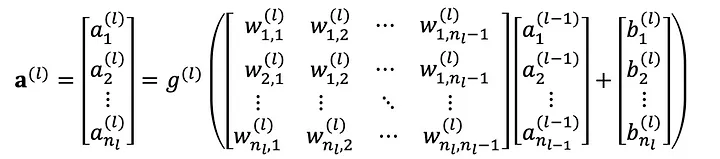 $$\mathbf{a}^{(l)} = \begin{bmatrix} a_1^{(l)} \\ a_2^{(l)} \\ \vdots \\ a_{n_l}^{(l)} \end{bmatrix} = g^{(l)} \left( \begin{bmatrix} w_{1,1}^{(l)} & w_{1,2}^{(l)} & \cdots & w_{1,n_l-1}^{(l)} \\ w_{2,1}^{(l)} & w_{1,2}^{(l)} & \cdots & w_{1,n_l-1}^{(l)} \\ \vdots & \vdots & \ddots & \vdots \\ w_{n_l,1}^{(l)} & w_{n_l,2}^{(l)} & \cdots & w_{n_l,n_l-1}^{(l)} \end{bmatrix} \begin{bmatrix} a_1^{(l-1)} \\ a_2^{(l-1)} \\ \vdots \\ a_{n_{l-1}}^{(l-1)} \end{bmatrix} + \begin{bmatrix} b_1^{(l)} \\ b_2^{(l)} \\ \vdots \\ b_{n_l}^{(l)} \end{bmatrix} \right)$$